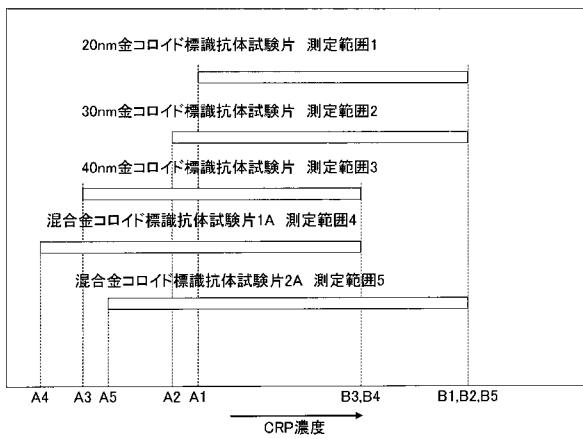 20nm金コロイド標識抗体試験片 測定範囲1
30nm金コロイド標識抗体試験片 測定範囲2
40nm金コロイド標識抗体試験片 測定範囲3
混合金コロイド標識抗体試験片1A 測定範囲4
混合金コロイド標識抗体試験片2A 測定範囲5
A4 A3 A5 A2 A1 B3,B4 B1,B2,B5
CRP濃度